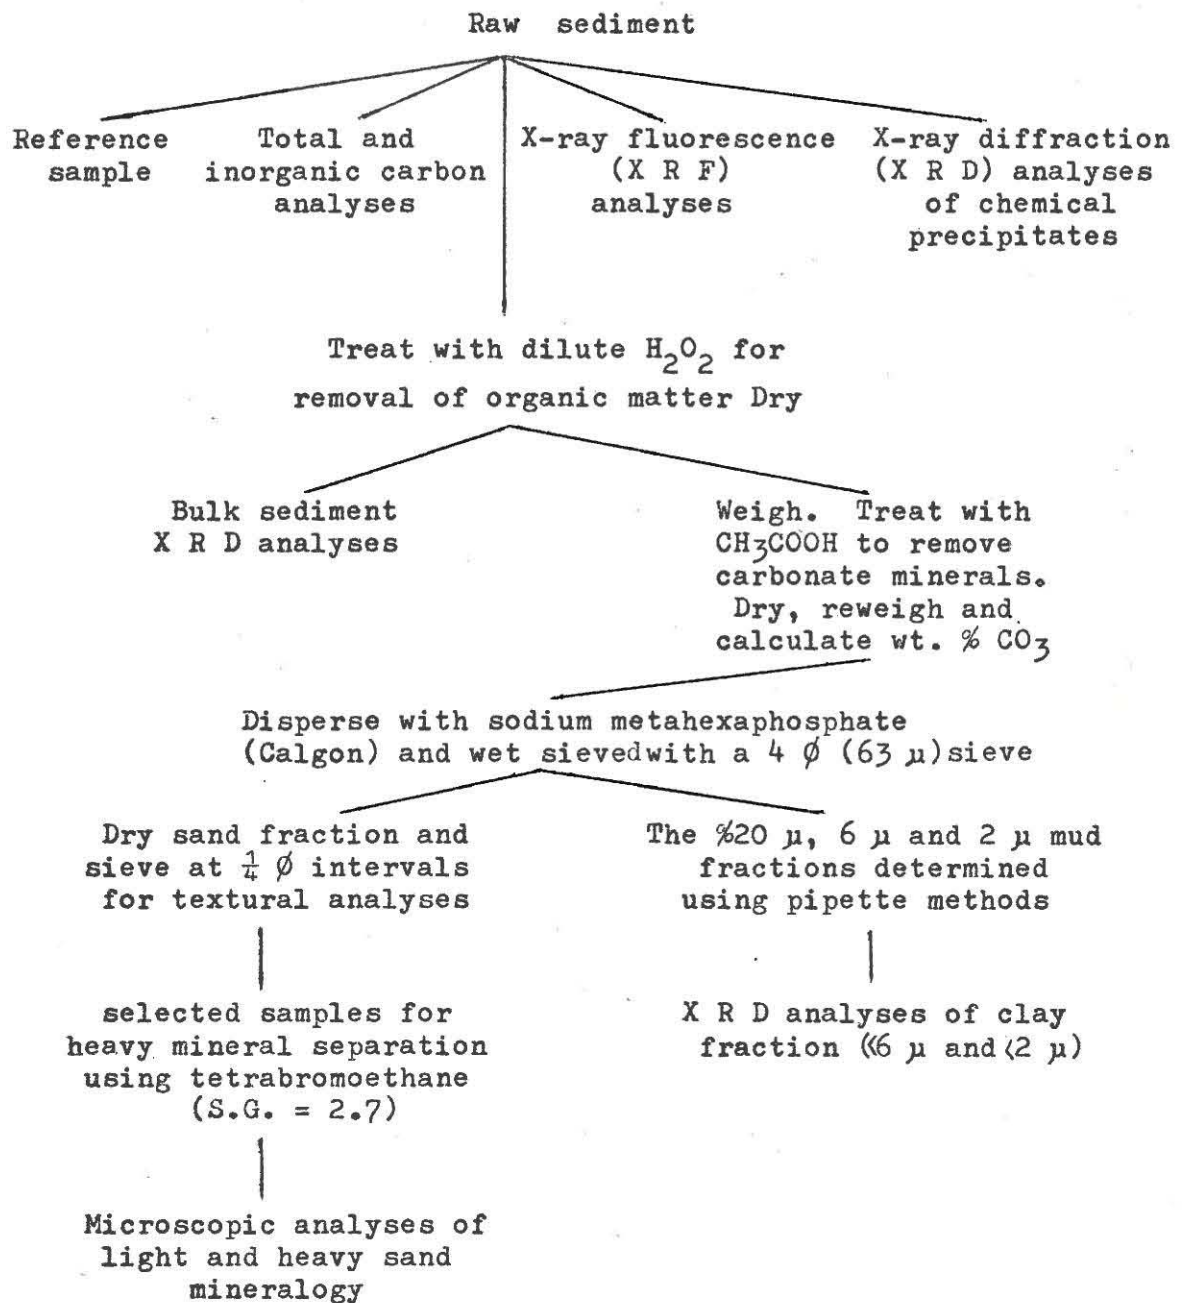 Raw sediment
Reference
sample
Total and
inorganic carbon
analyses
X-ray fluorescence
(X R F)
analyses
X-ray diffraction
(X R D) analyses
of chemical
precipitates
Treat with dilute H₂O₂ for
removal of organic matter Dry
Bulk sediment
X R D analyses
Weigh. Treat with
CH₃COOH to remove
carbonate minerals.
Dry, reweigh and
calculate wt. % CO₃
Disperse with sodium metahexaphosphate
(Calgon) and wet sievedwith a 4 ø (63 µ) sieve
Dry sand fraction and
sieve at ¼ ø intervals
for textural analyses
The %20 µ, 6 µ and 2 µ mud
fractions determined
using pipette methods
selected samples for
heavy mineral separation
using tetrabromoethane
(S.G. = 2.7)
X R D analyses of clay
fraction (<6 µ and <2 µ)
Microscopic analyses of
light and heavy sand
mineralogy